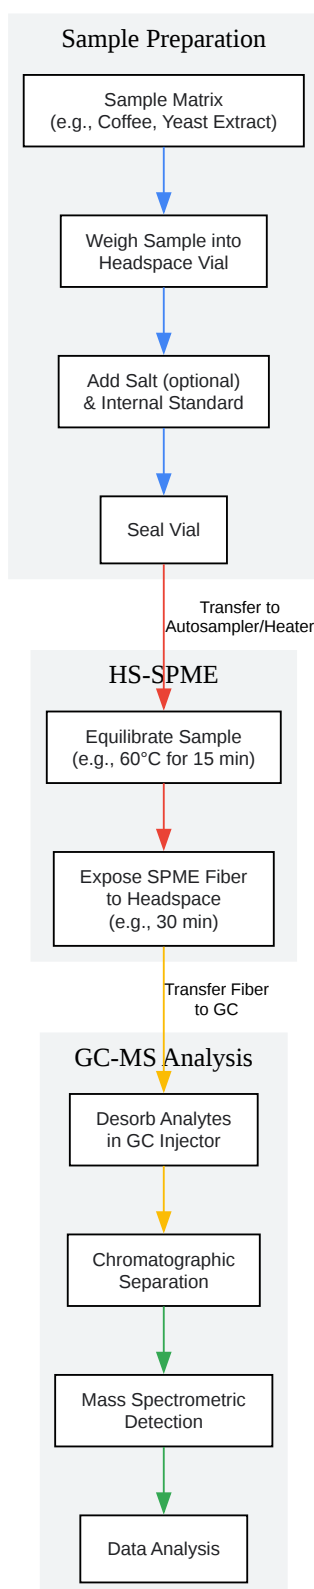 Sample Preparation
Sample Matrix
(e.g., Coffee, Yeast Extract)
Weigh Sample into
Headspace Vial
Add Salt (optional)
& Internal Standard
Seal Vial
Transfer to
Autosampler/Heater
HS-SPME
Equilibrate Sample
(e.g., 60°C for 15 min)
Expose SPME Fiber
to Headspace
(e.g., 30 min)
Transfer Fiber
to GC
GC-MS Analysis
Desorb Analytes
in GC Injector
Chromatographic
Separation
Mass Spectrometric
Detection
Data Analysis